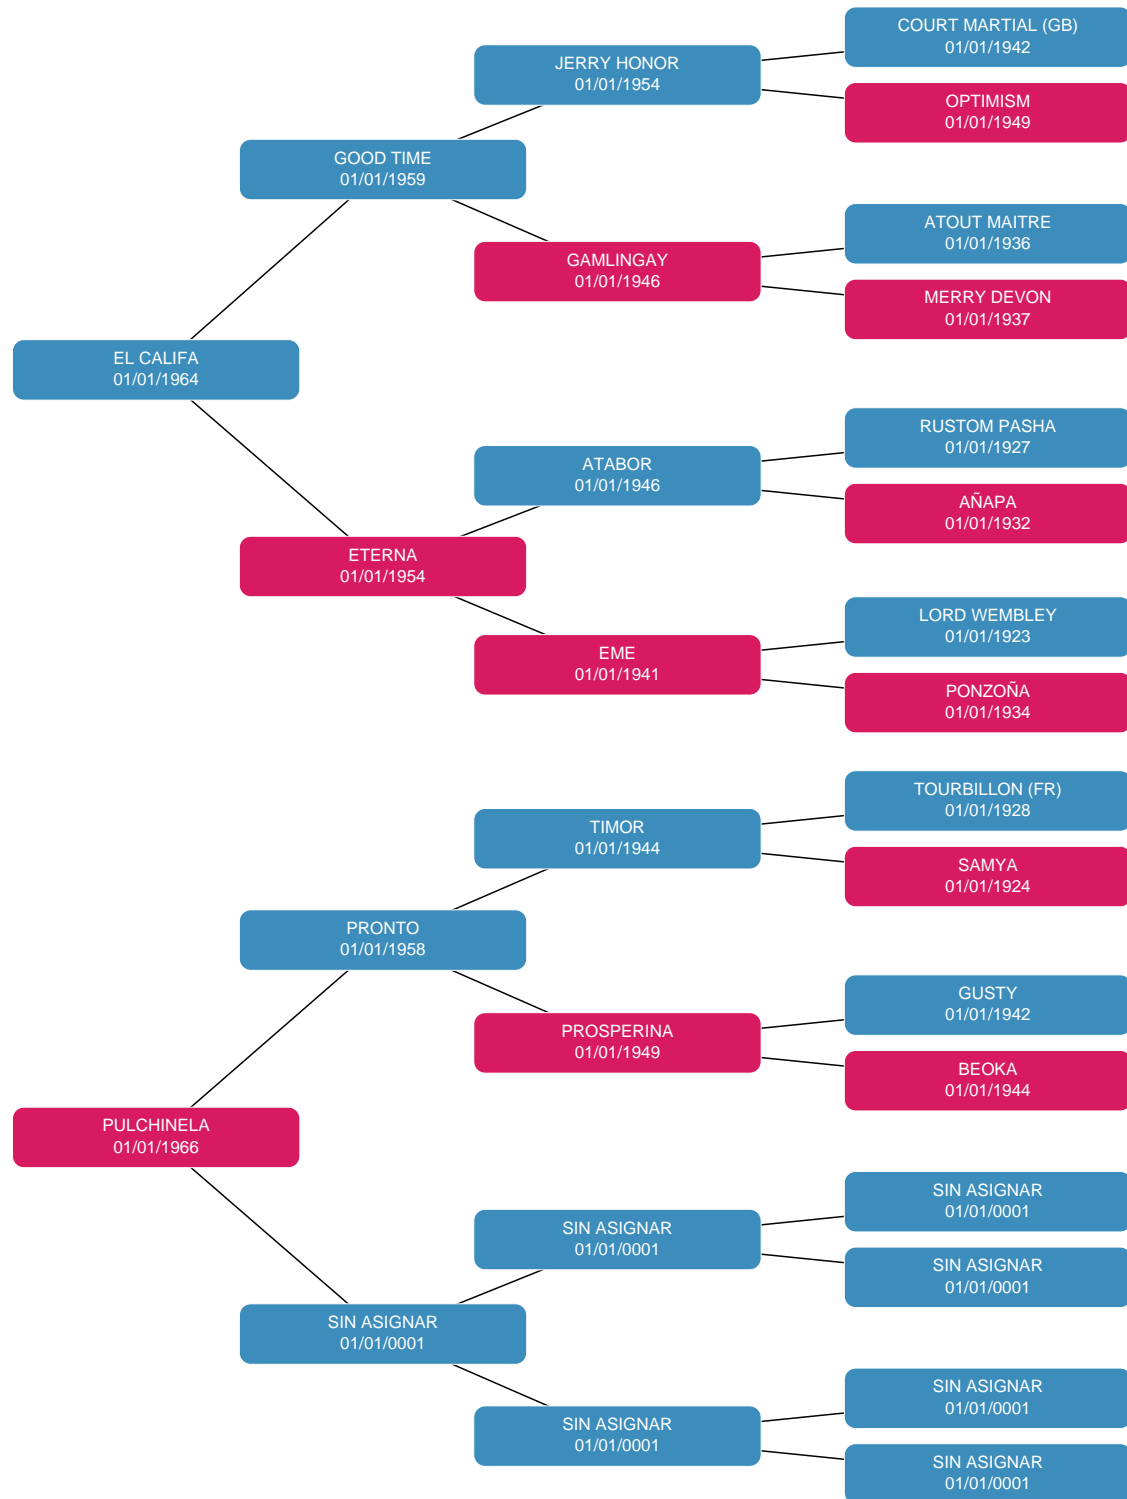 COURT MARTIAL (GB)
01/01/1942
JERRY HONOR
01/01/1954
OPTIMISM
01/01/1949
GOOD TIME
01/01/1959
ATOUT MAITRE
01/01/1936
GAMLINGAY
01/01/1946
MERRY DEVON
01/01/1937
EL CALIFA
01/01/1964
RUSTOM PASHA
01/01/1927
ATABOR
01/01/1946
AÑAPA
01/01/1932
ETERNA
01/01/1954
LORD WEMBLEY
01/01/1923
EME
01/01/1941
PONZOÑA
01/01/1934
TOURBILLON (FR)
01/01/1928
TIMOR
01/01/1944
SAMYA
01/01/1924
PRONTO
01/01/1958
GUSTY
01/01/1942
PROSPERINA
01/01/1949
BEOKA
01/01/1944
PULCHINELA
01/01/1966
SIN ASIGNAR
01/01/0001
SIN ASIGNAR
01/01/0001
SIN ASIGNAR
01/01/0001
SIN ASIGNAR
01/01/0001
SIN ASIGNAR
01/01/0001
SIN ASIGNAR
01/01/0001
SIN ASIGNAR
01/01/0001